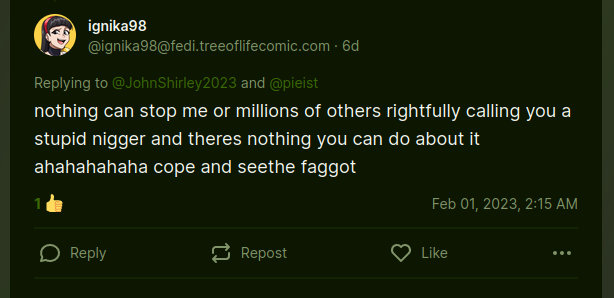 ignika98
@ignika98@fedi.treeoflifecomic.com · 6d
Replying to @JohnShirley2023 and @pieist
nothing can stop me or millions of others rightfully calling you a
stupid nigger and theres nothing you can do about it
ahahahahaha cope and seethe faggot
1👍 Feb 01, 2023, 2:15 AM
Reply Repost Like